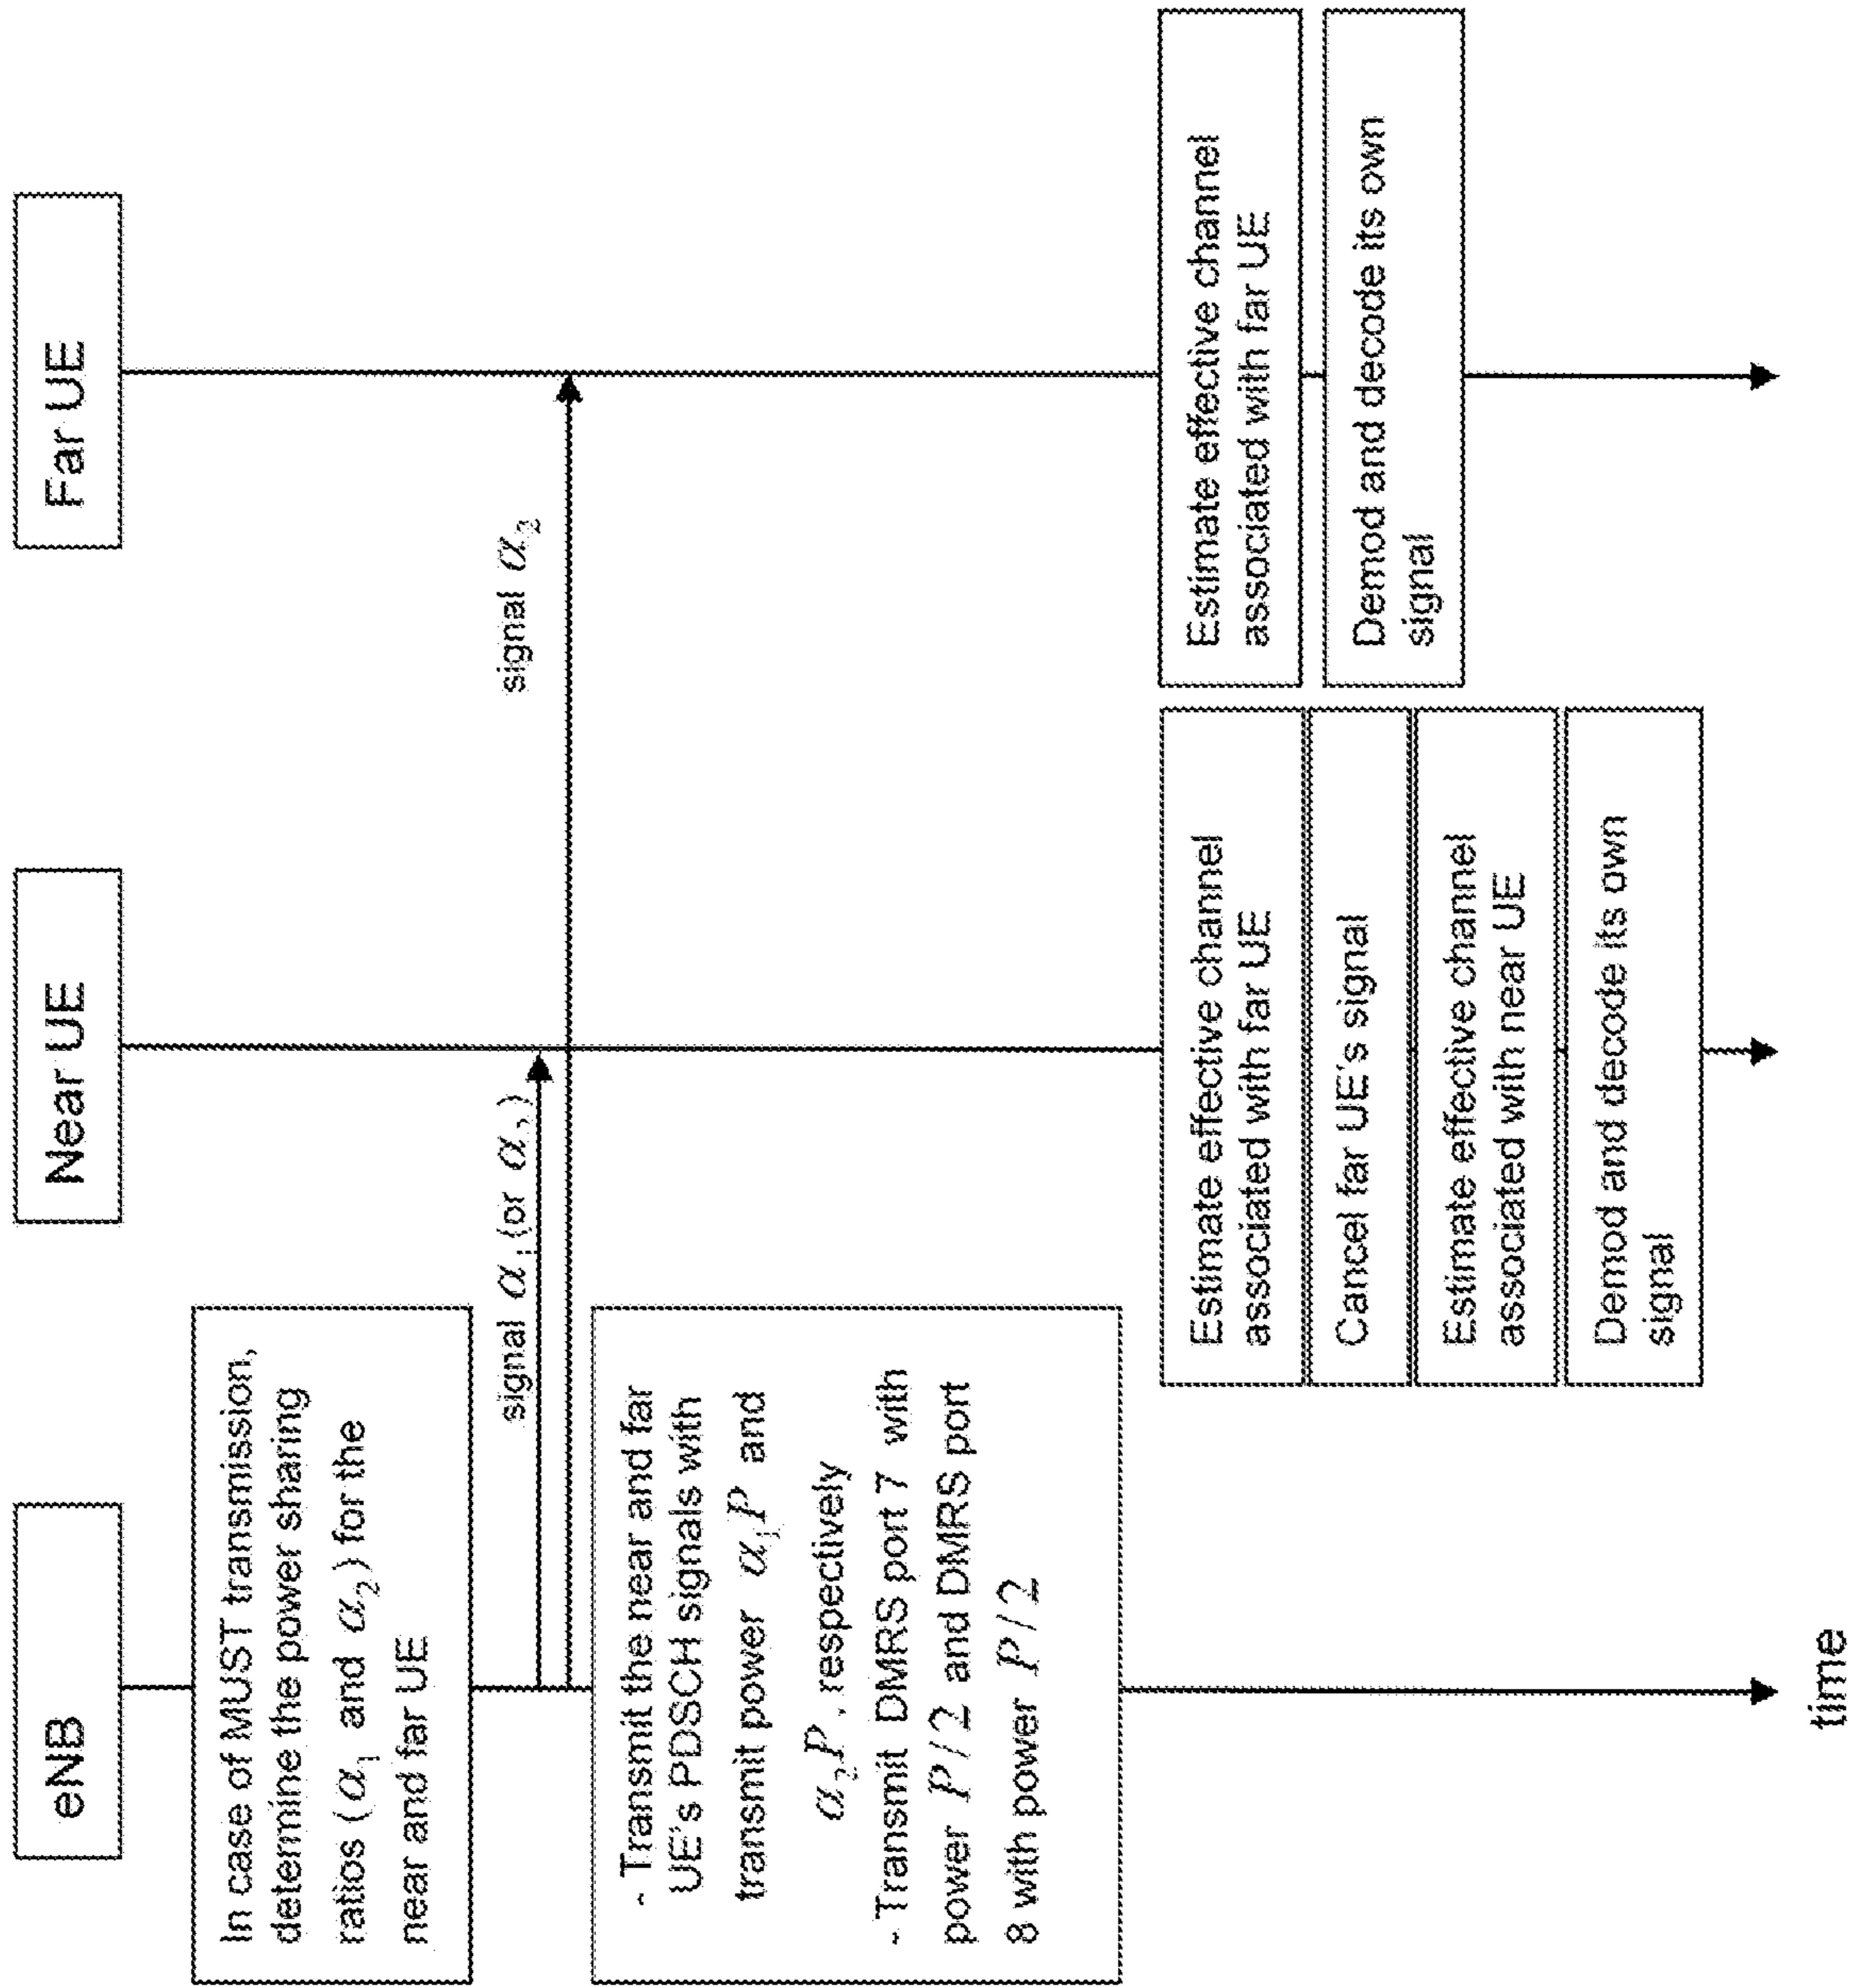 eNB
Near UE
Far UE
In case of MUST transmission,
determine the power sharing
ratios (α₁ and α₂) for the
near and far UE
signal α₁ (or α₂)
signal α₂
- Transmit the near and far
UE's PDSCH signals with
transmit power α₁P and
α₂P, respectively
- Transmit DMRS port 7 with
power P/2 and DMRS port
8 with power P/2
Estimate effective channel
associated with far UE
Cancel far UE's signal
Estimate effective channel
associated with near UE
Demod and decode its own
signal
Estimate effective channel
associated with far UE
Demod and decode its own
signal
time